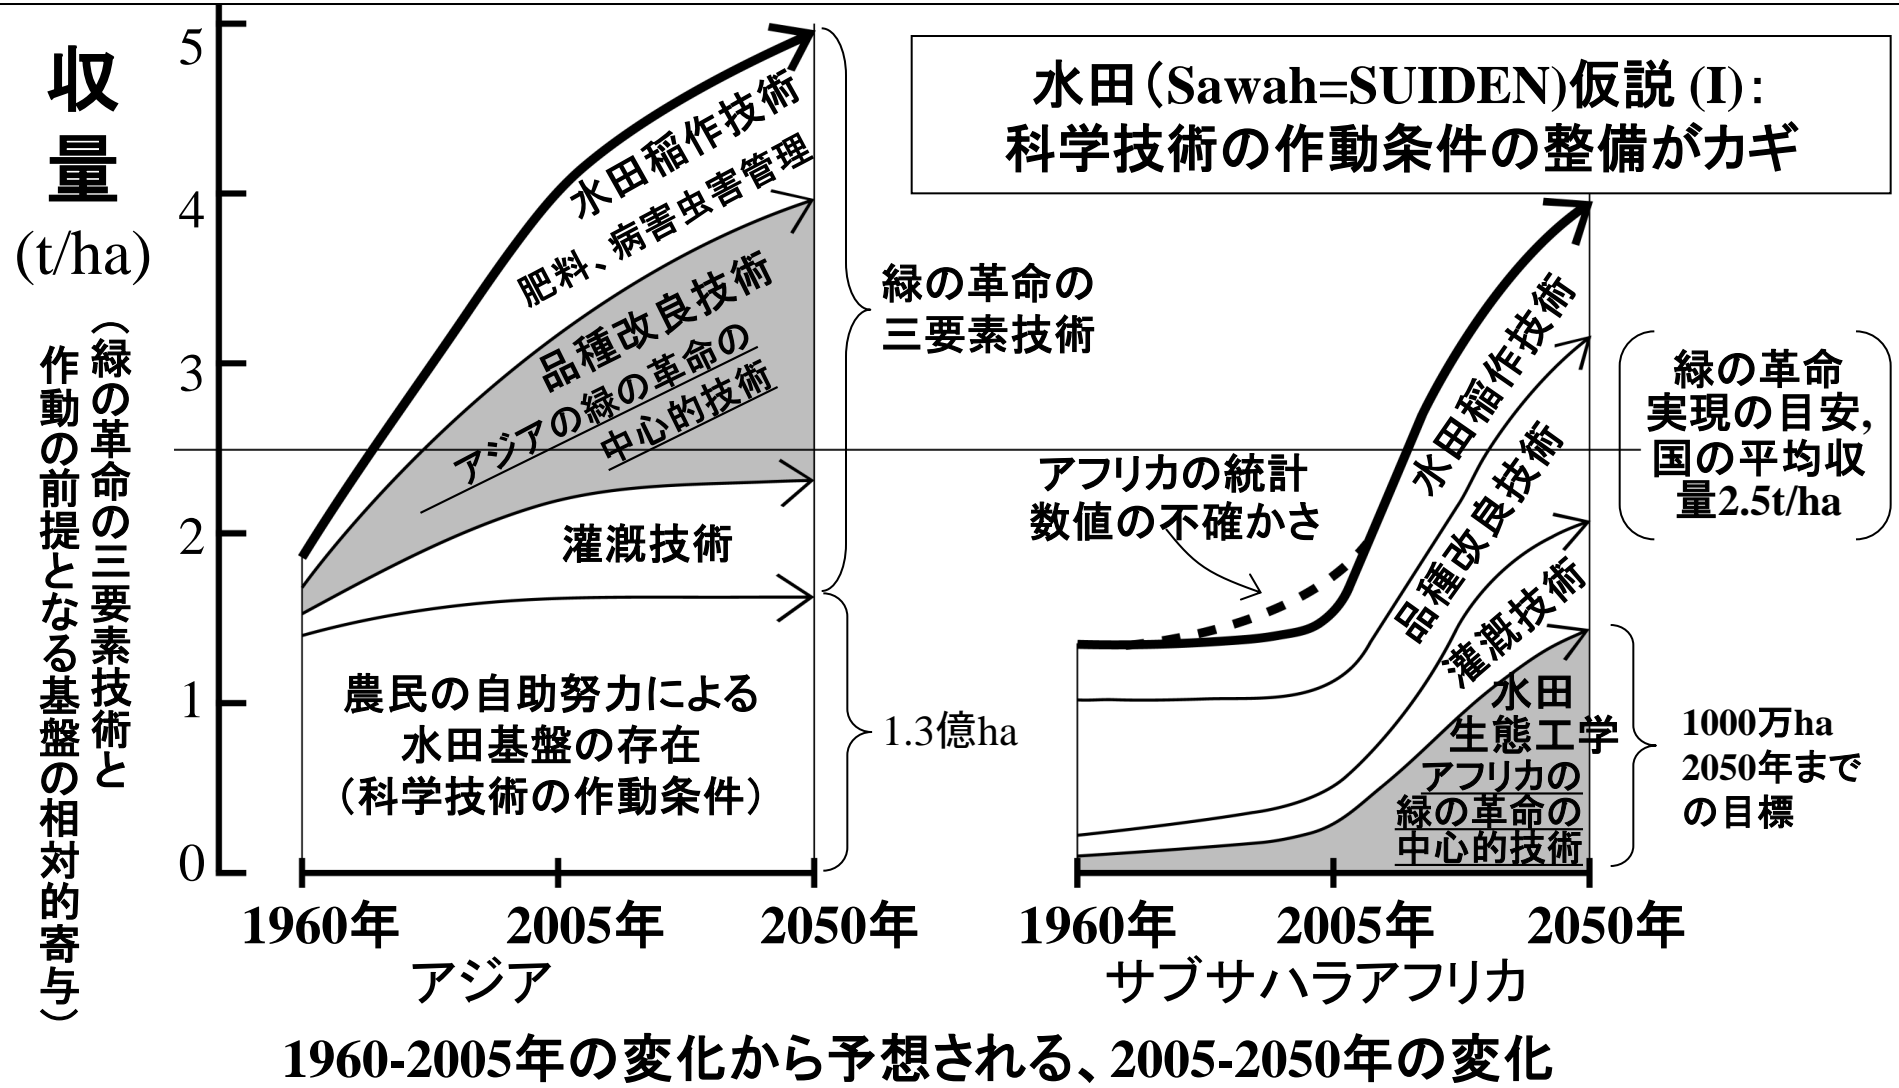 水田(Sawah=SUIDEN)仮説 (I):
科学技術の作動条件の整備がカギ
収
量
(t/ha)
(緑の革命の三要素技術と
作動の前提となる基盤の相対的寄与)
5
4
3
2
1
0
水田稲作技術
肥料、病害虫害管理
品種改良技術
アジアの緑の革命の
中心的技術
灌漑技術
農民の自助努力による
水田基盤の存在
(科学技術の作動条件)
緑の革命の
三要素技術
1.3億ha
1960年
2005年
2050年
アジア
アフリカの統計
数値の不確かさ
水田稲作技術
品種改良技術
灌漑技術
水田
生態工学
アフリカの
緑の革命の
中心的技術
緑の革命
実現の目安,
国の平均収
量2.5t/ha
1000万ha
2050年まで
の目標
1960年
2005年
2050年
サブサハラアフリカ
1960-2005年の変化から予想される、2005-2050年の変化